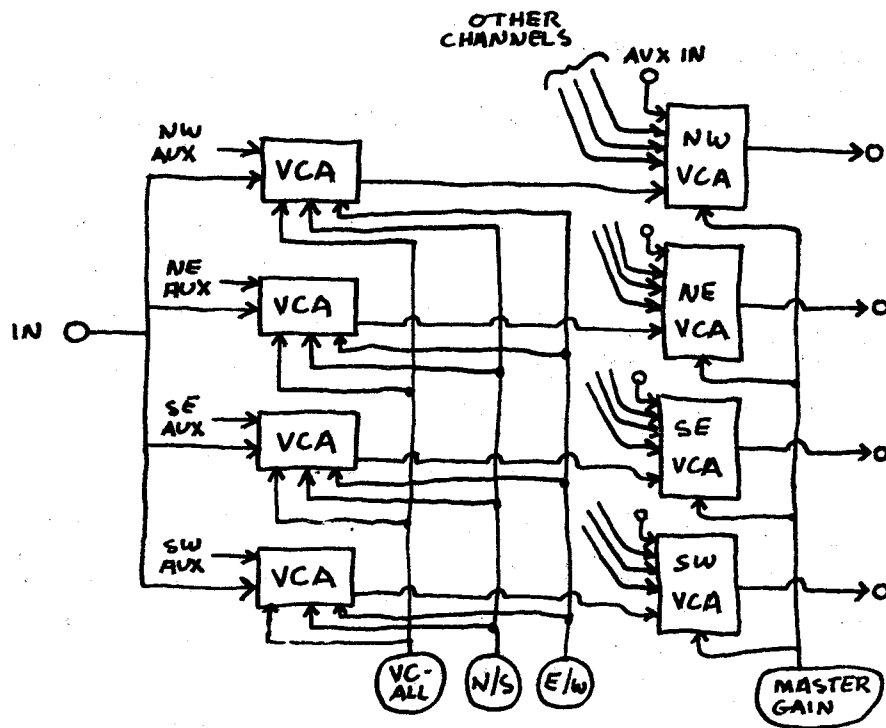 OTHER
CHANNELS
AUX IN
NW
AUX
VCA
NW
VCA
NE
AUX
VCA
NE
VCA
IN
SE
AUX
VCA
SE
VCA
SW
AUX
VCA
SW
VCA
VC-
ALL
N/S
E/W
MASTER
GAIN